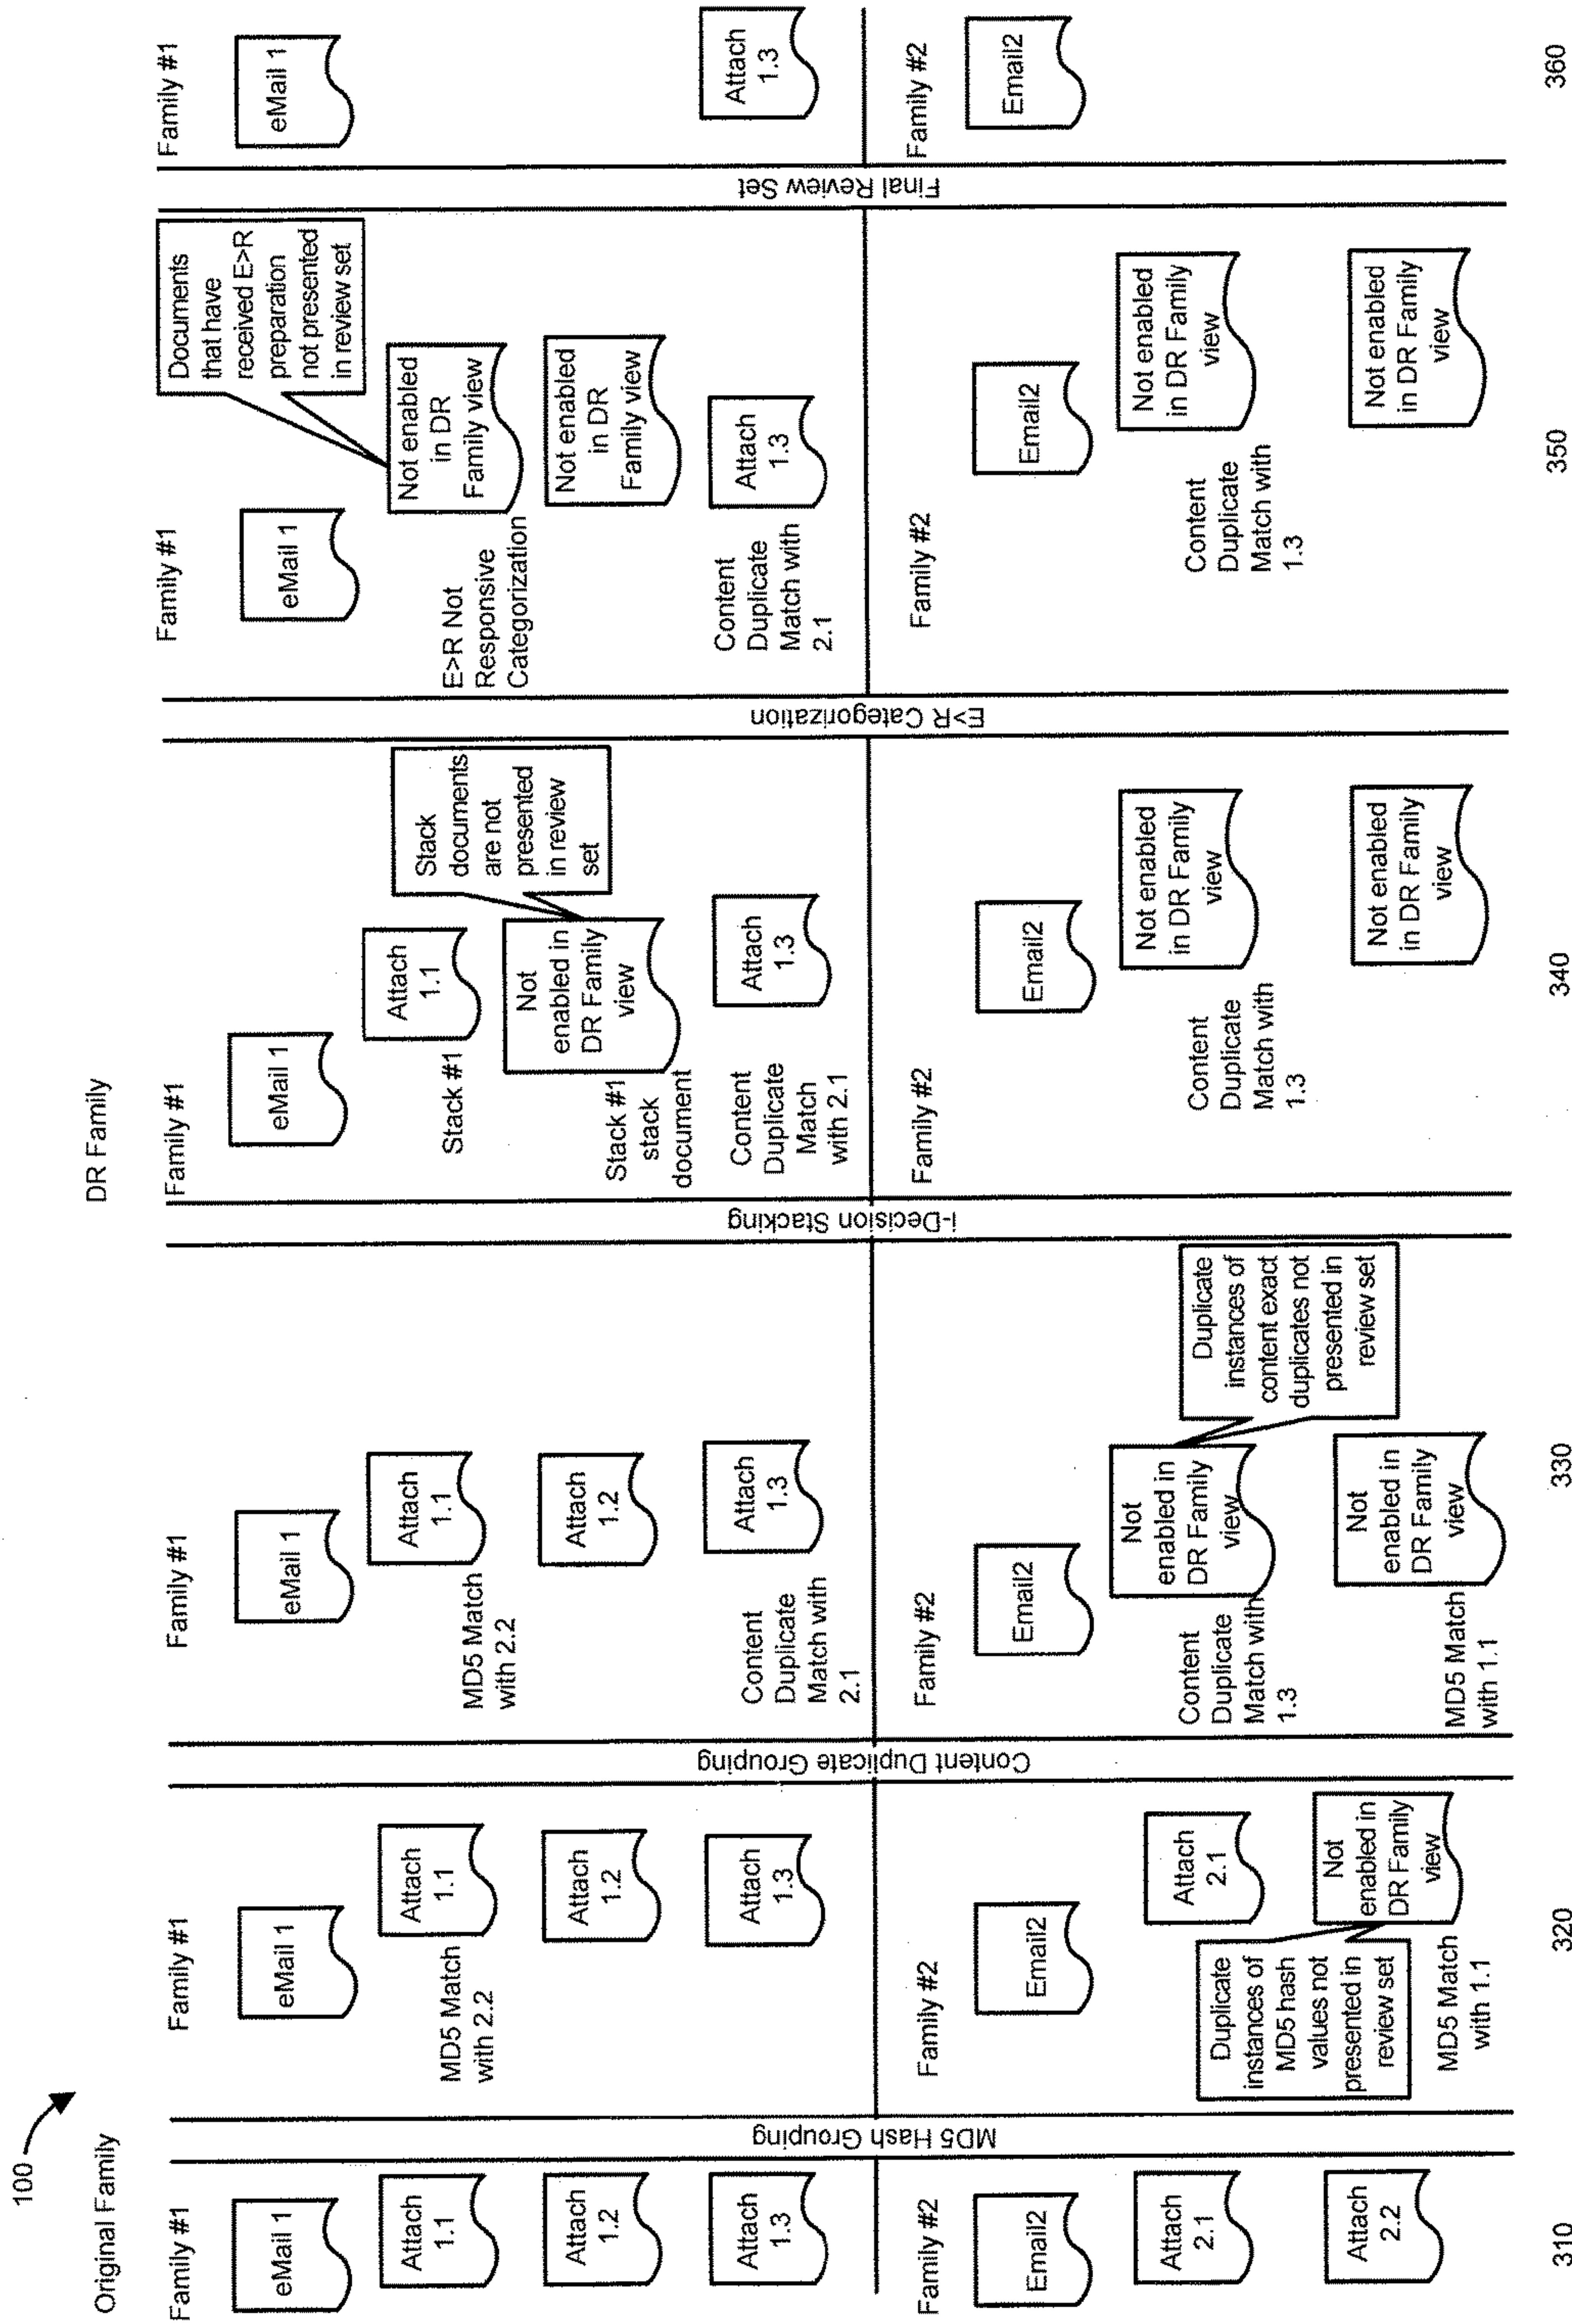 100
Original Family
DR Family
Family #1
eMail 1
Attach
1.1
Attach
1.2
Attach
1.3
Family #2
Email2
Attach
2.1
Attach
2.2
310
MD5 Hash Grouping
Family #1
eMail 1
Attach
1.1
MD5 Match
with 2.2
Attach
1.2
Attach
1.3
Family #2
Email2
Attach
2.1
Duplicate
instances of
MD5 hash
values not
presented in
review set
Not
enabled in
DR Family
view
MD5 Match
with 1.1
320
Content Duplicate Grouping
Family #1
eMail 1
Attach
1.1
MD5 Match
with 2.2
Attach
1.2
Attach
1.3
Content
Duplicate
Match with
2.1
Family #2
Email2
Duplicate
instances of
content exact
duplicates not
presented in
review set
Not
enabled in
DR Family
view
Content
Duplicate
Match with
1.3
Not
enabled in
DR Family
view
MD5 Match
with 1.1
330
i-Decision Stacking
Family #1
eMail 1
Attach
1.1
Stack #1
Stack
documents
are not
presented
in review
set
Not
enabled in
DR Family
view
Stack #1
stack
document
Attach
1.3
Content
Duplicate
Match
with 2.1
Family #2
Email2
Not enabled
in DR Family
view
Content
Duplicate
Match with
1.3
Not enabled
in DR Family
view
340
E>R Categorization
Family #1
eMail 1
Documents
that have
received E>R
preparation
not presented
in review set
Not enabled
in DR
Family view
E>R Not
Responsive
Categorization
Not enabled
in DR
Family view
Attach
1.3
Content
Duplicate
Match with
2.1
Family #2
Email2
Not enabled
in DR Family
view
Content
Duplicate
Match with
1.3
Not enabled
in DR Family
view
350
Final Review Set
Family #1
eMail 1
Attach
1.3
Family #2
Email2
360